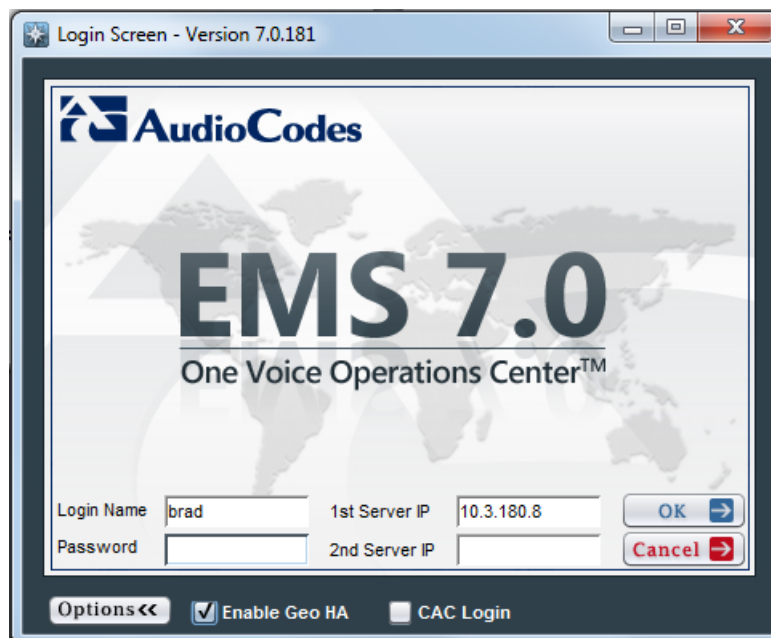 Login Screen - Version 7.0.181
AudioCodes
EMS 7.0
One Voice Operations Center™
Login Name brad 1st Server IP 10.3.180.8 OK
Password 2nd Server IP Cancel
Options<< Enable Geo HA CAC Login